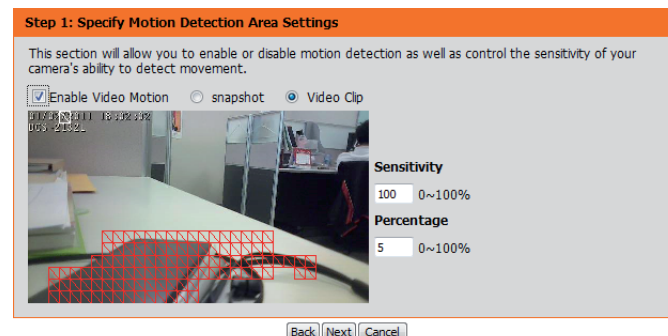 Step 1: Specify Motion Detection Area Settings
This section will allow you to enable or disable motion detection as well as control the sensitivity of your
camera's ability to detect movement.
Enable Video Motion snapshot Video Clip
DCS-2132L
Sensitivity
100 0~100%
Percentage
5 0~100%
Back Next Cancel